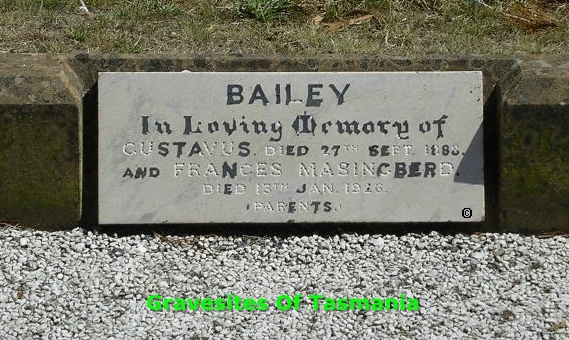 BAILEY
In Loving Memory of
GUSTAVUS. DIED 27TH SEPT. 1888.
AND FRANCES MASINGBERD.
DIED 13TH JAN. 1926.
(PARENTS.)
©
Gravesites Of Tasmania